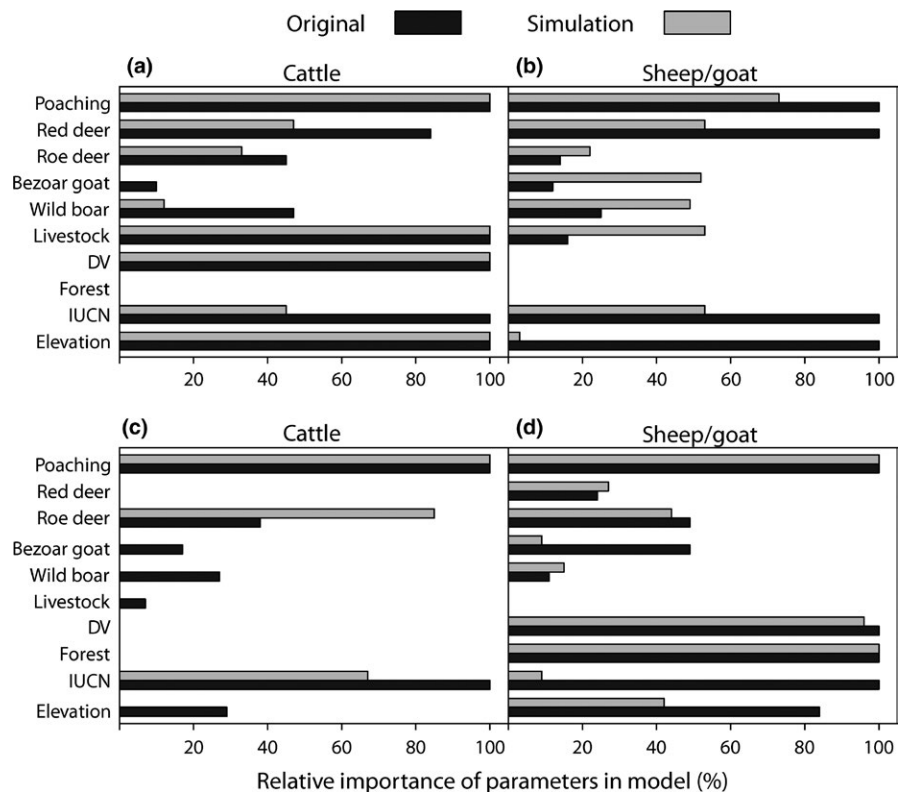 Original Simulation
(a) Cattle (b) Sheep/goat
Poaching
Red deer
Roe deer
Bezoar goat
Wild boar
Livestock
DV
Forest
IUCN
Elevation
20 40 60 80 100 20 40 60 80 100
(c) Cattle (d) Sheep/goat
Poaching
Red deer
Roe deer
Bezoar goat
Wild boar
Livestock
DV
Forest
IUCN
Elevation
20 40 60 80 100 20 40 60 80 100
Relative importance of parameters in model (%)